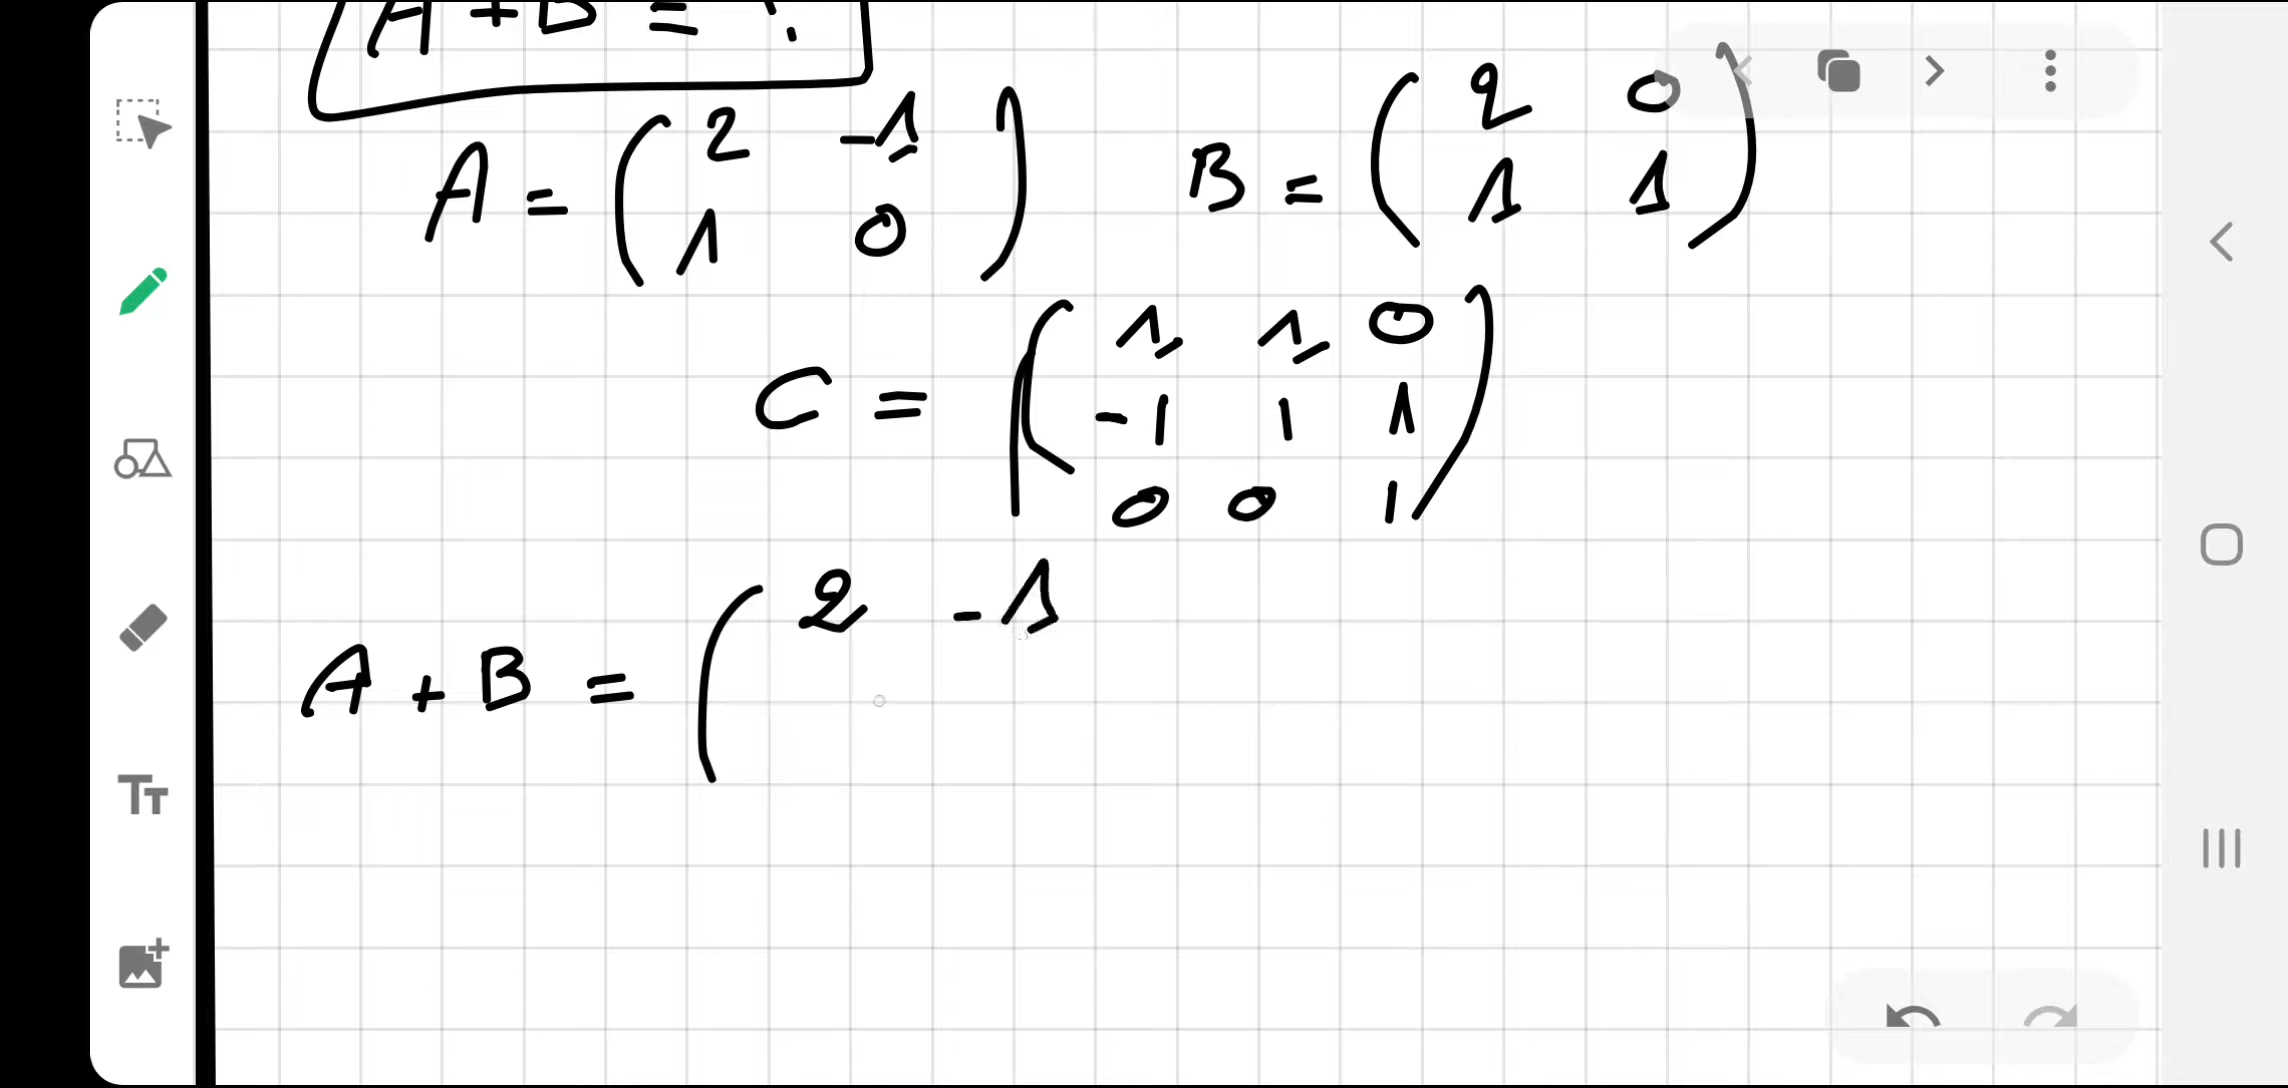 A + B = ?
A = ( 2 -1
1 0 )
B = ( 2 0
1 1 )
C = ( 1 1 0
-1 1 1
0 0 1 )
A + B = ( 2 -1
Tт